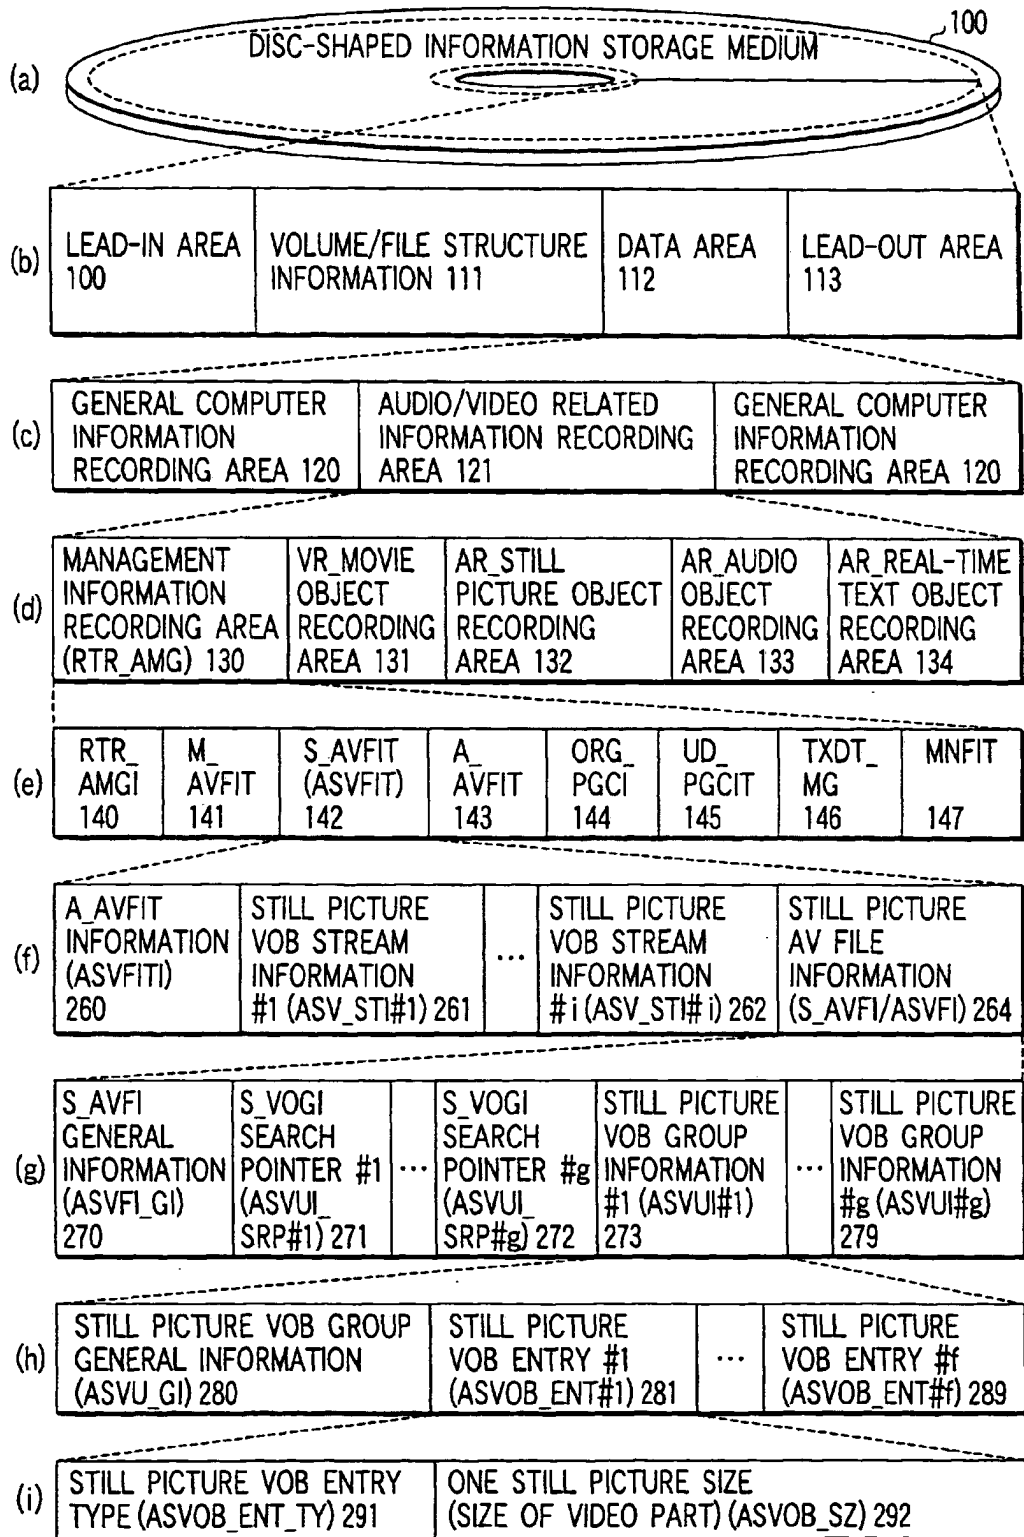 100
DISC-SHAPED INFORMATION STORAGE MEDIUM
(a)
(b)
LEAD-IN AREA
100
VOLUME/FILE STRUCTURE
INFORMATION 111
DATA AREA
112
LEAD-OUT AREA
113
(c)
GENERAL COMPUTER
INFORMATION
RECORDING AREA 120
AUDIO/VIDEO RELATED
INFORMATION RECORDING
AREA 121
GENERAL COMPUTER
INFORMATION
RECORDING AREA 120
(d)
MANAGEMENT
INFORMATION
RECORDING AREA
(RTR_AMG) 130
VR_MOVIE
OBJECT
RECORDING
AREA 131
AR_STILL
PICTURE OBJECT
RECORDING
AREA 132
AR_AUDIO
OBJECT
RECORDING
AREA 133
AR_REAL-TIME
TEXT OBJECT
RECORDING
AREA 134
(e)
RTR_
AMGI
140
M_
AVFIT
141
S_AVFIT
(ASVFIT)
142
A_
AVFIT
143
ORG_
PGCI
144
UD_
PGCIT
145
TXDT_
MG
146
MNFIT
147
(f)
A_AVFIT
INFORMATION
(ASVFITI)
260
STILL PICTURE
VOB STREAM
INFORMATION
#1 (ASV_STI#1) 261
...
STILL PICTURE
VOB STREAM
INFORMATION
#i (ASV_STI#i) 262
STILL PICTURE
AV FILE
INFORMATION
(S_AVFI/ASVFI) 264
(g)
S_AVFI
GENERAL
INFORMATION
(ASVFI_GI)
270
S_VOGI
SEARCH
POINTER #1
(ASVUI_
SRP#1) 271
...
S_VOGI
SEARCH
POINTER #g
(ASVUI_
SRP#g) 272
STILL PICTURE
VOB GROUP
INFORMATION
#1 (ASVUI#1)
273
...
STILL PICTURE
VOB GROUP
INFORMATION
#g (ASVUI#g)
279
(h)
STILL PICTURE VOB GROUP
GENERAL INFORMATION
(ASVU_GI) 280
STILL PICTURE
VOB ENTRY #1
(ASVOB_ENT#1) 281
...
STILL PICTURE
VOB ENTRY #f
(ASVOB_ENT#f) 289
(i)
STILL PICTURE VOB ENTRY
TYPE (ASVOB_ENT_TY) 291
ONE STILL PICTURE SIZE
(SIZE OF VIDEO PART) (ASVOB_SZ) 292